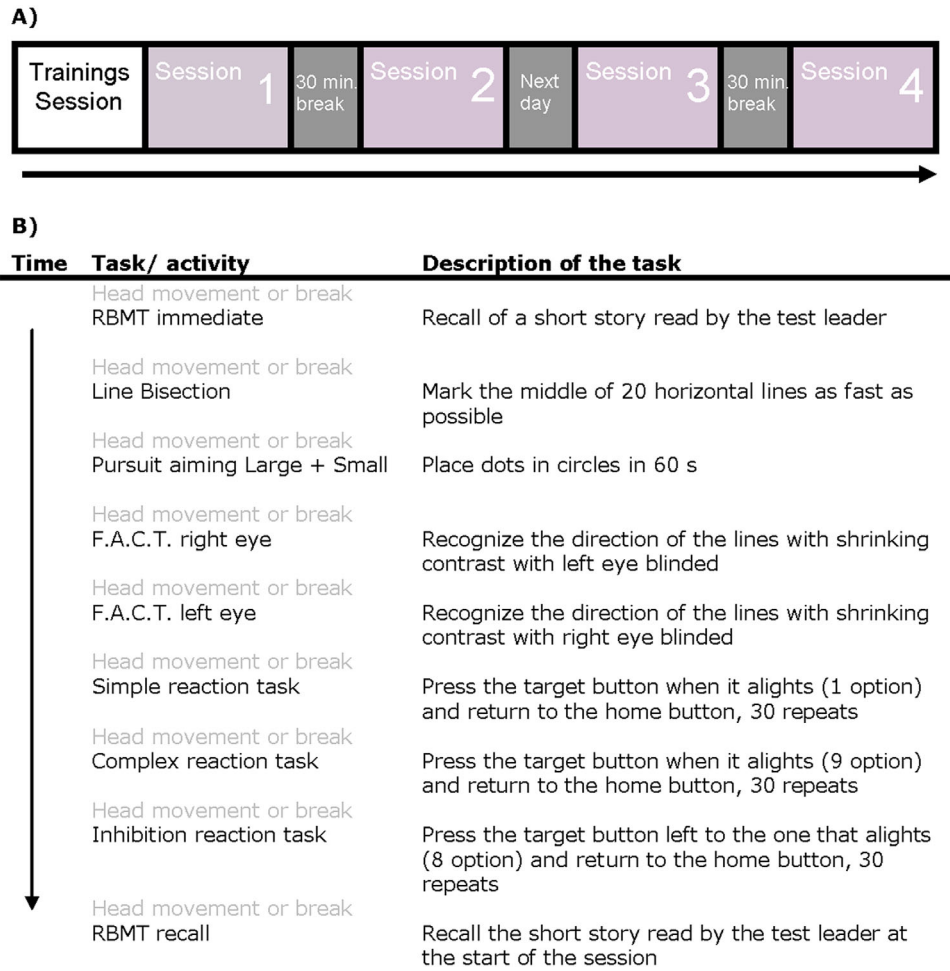 A)
Trainings Session
Session 1
30 min. break
Session 2
Next day
Session 3
30 min. break
Session 4
B)
Time Task/ activity Description of the task
Head movement or break
RBMT immediate Recall of a short story read by the test leader
Head movement or break
Line Bisection Mark the middle of 20 horizontal lines as fast as
possible
Head movement or break
Pursuit aiming Large + Small Place dots in circles in 60 s
Head movement or break
F.A.C.T. right eye Recognize the direction of the lines with shrinking
contrast with left eye blinded
Head movement or break
F.A.C.T. left eye Recognize the direction of the lines with shrinking
contrast with right eye blinded
Head movement or break
Simple reaction task Press the target button when it alights (1 option)
and return to the home button, 30 repeats
Head movement or break
Complex reaction task Press the target button when it alights (9 option)
and return to the home button, 30 repeats
Head movement or break
Inhibition reaction task Press the target button left to the one that alights
(8 option) and return to the home button, 30
repeats
Head movement or break
RBMT recall Recall the short story read by the test leader at
the start of the session